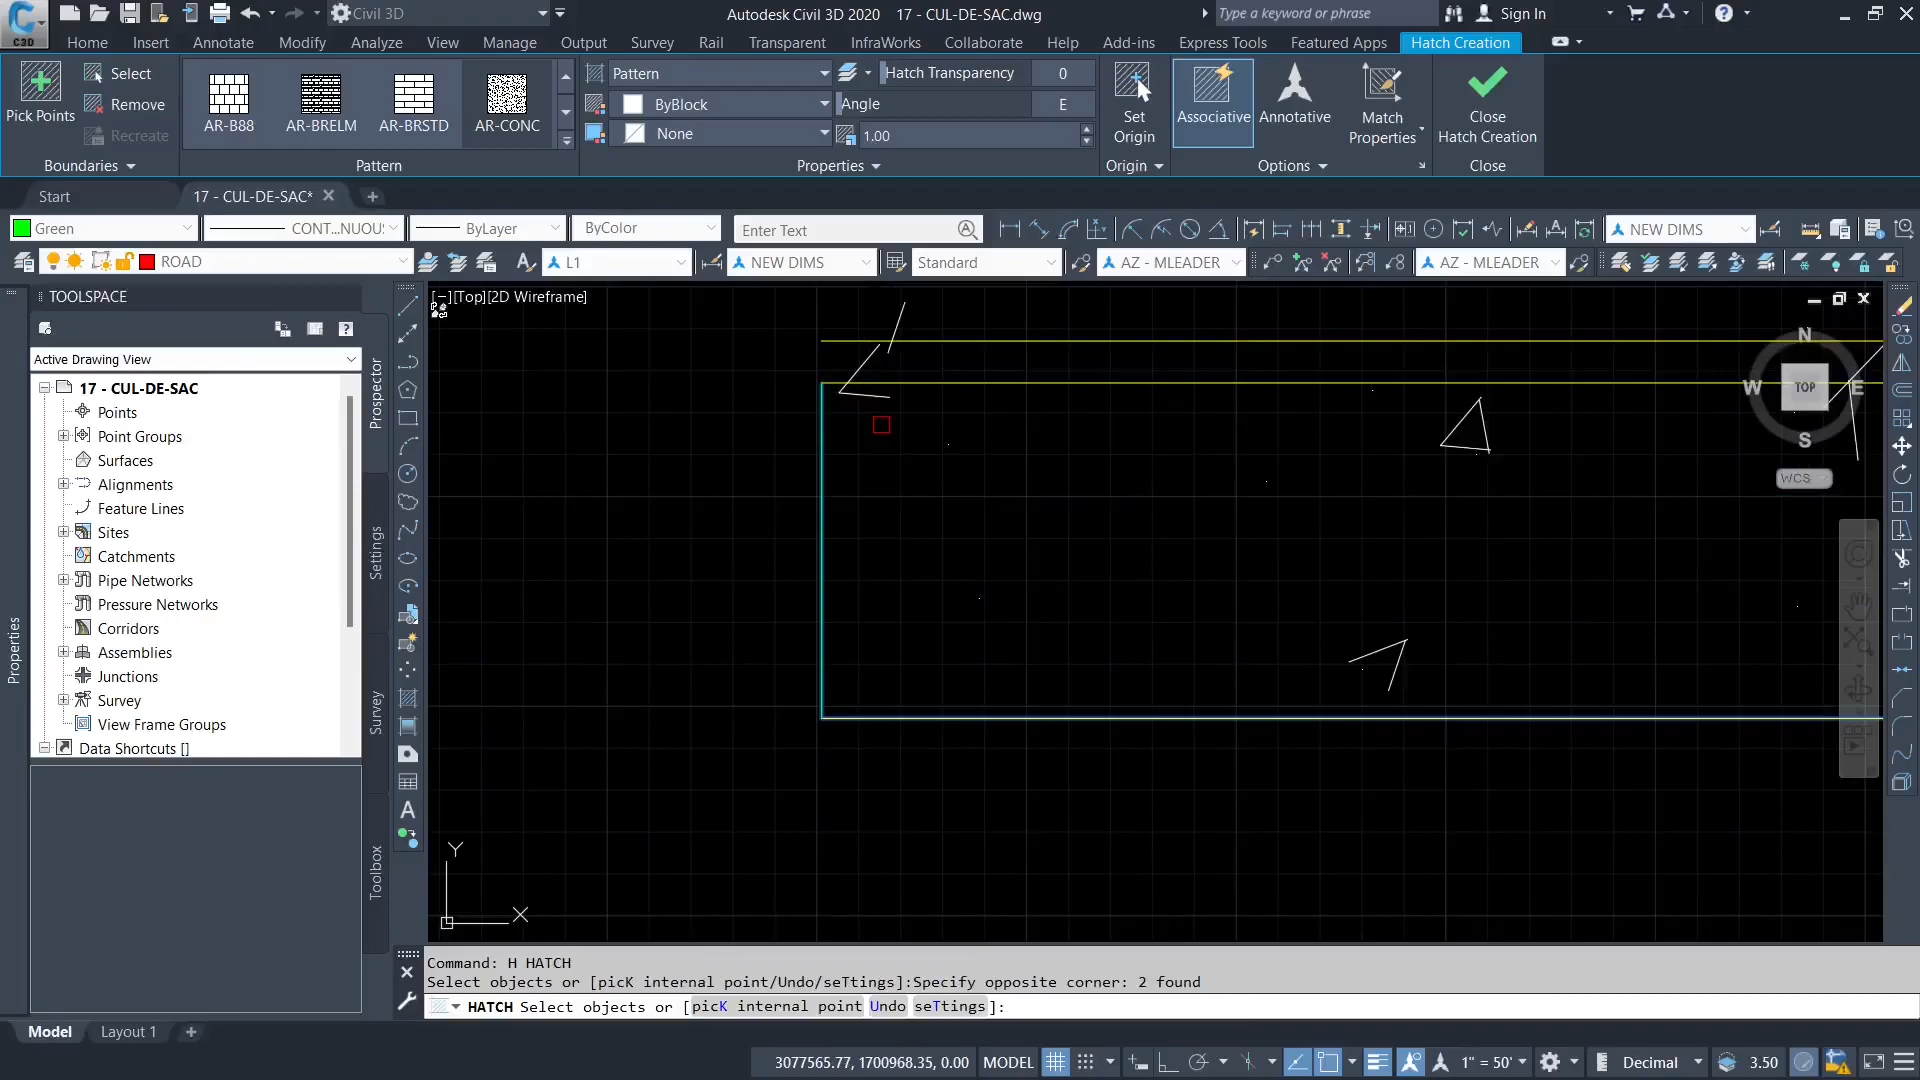 Civil 3D
Autodesk Civil 3D 2020 17 - CUL-DE-SAC.dwg
Type a keyword or phrase
Sign In
C3D
Home Insert Annotate Modify Analyze View Manage Output Survey Rail Transparent InfraWorks Collaborate Help Add-ins Express Tools Featured Apps Hatch Creation
Pick Points
Select
Remove
Recreate
Boundaries
AR-B88 AR-BRELM AR-BRSTD AR-CONC
Pattern
Pattern
ByBlock
None
Hatch Transparency 0
Angle E
1.00
Properties
Set
Origin
Origin
Associative
Annotative
Match
Properties
Options
Close
Hatch Creation
Close
Start 17 - CUL-DE-SAC*
Green CONT...NUOUS ByLayer ByColor Enter Text NEW DIMS
ROAD L1 NEW DIMS Standard AZ - MLEADER AZ - MLEADER
TOOLSPACE
Active Drawing View
17 - CUL-DE-SAC
Points
Point Groups
Surfaces
Alignments
Feature Lines
Sites
Catchments
Pipe Networks
Pressure Networks
Corridors
Assemblies
Junctions
Survey
View Frame Groups
Data Shortcuts []
Properties
Prospector
Settings
Survey
Toolbox
[−][Top][2D Wireframe]
N
W TOP E
S
WCS
Y
X
A
Command: H HATCH
Select objects or [picK internal point/Undo/seTtings]:Specify opposite corner: 2 found
HATCH Select objects or [picK internal point Undo seTtings]:
Model Layout 1
3077565.77, 1700968.35, 0.00 MODEL 1" = 50' Decimal 3.50